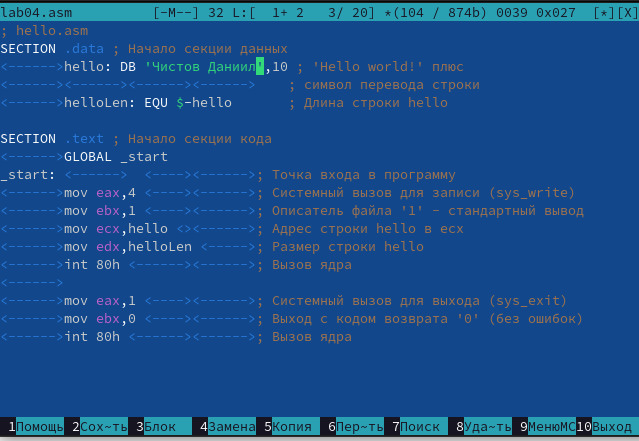 lab04.asm [-M--] 32 L:[ 1+ 2 3/ 20] *(104 / 874b) 0039 0x027 [*][X]
; hello.asm
SECTION .data ; Начало секции данных
<------>hello: DB 'Чистов Даниил',10 ; 'Hello world!' плюс
<------><------><------><------> ; символ перевода строки
<------>helloLen: EQU $-hello ; Длина строки hello
SECTION .text ; Начало секции кода
<------>GLOBAL _start
_start: <------> <----><------>; Точка входа в программу
<------>mov eax,4 <----><------>; Системный вызов для записи (sys_write)
<------>mov ebx,1 <----><------>; Описатель файла '1' - стандартный вывод
<------>mov ecx,hello <-><------>; Адрес строки hello в ecx
<------>mov edx,helloLen <------>; Размер строки hello
<------>int 80h <------><------>; Вызов ядра
<------>
<------>mov eax,1 <----><------>; Системный вызов для выхода (sys_exit)
<------>mov ebx,0 <----><------>; Выход с кодом возврата '0' (без ошибок)
<------>int 80h <------><------>; Вызов ядра
1Помощь 2Сох~ть 3Блок 4Замена 5Копия 6Пер~ть 7Поиск 8Уда~ть 9МенюМС 10Выход